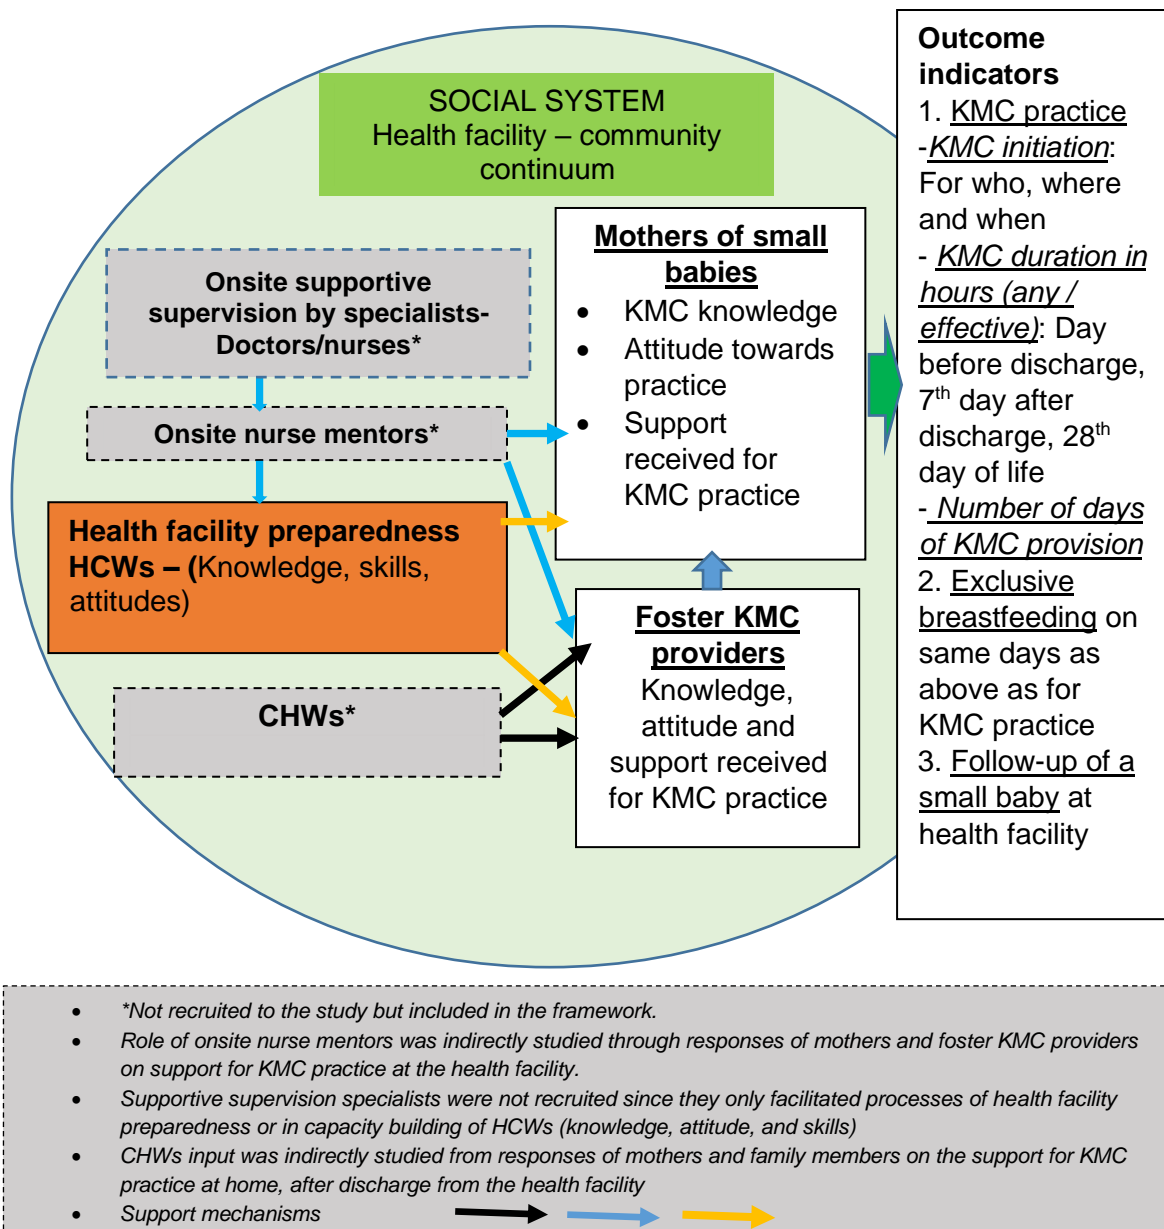 SOCIAL SYSTEM
Health facility – community
continuum
Onsite supportive
supervision by specialists-
Doctors/nurses*
Onsite nurse mentors*
Health facility preparedness
HCWs – (Knowledge, skills,
attitudes)
CHWs*
Mothers of small
babies
• KMC knowledge
• Attitude towards
practice
• Support
received for
KMC practice
Foster KMC
providers
Knowledge,
attitude and
support received
for KMC practice
Outcome
indicators
1. KMC practice
-KMC initiation:
For who, where
and when
- KMC duration in
hours (any /
effective): Day
before discharge,
7th day after
discharge, 28th
day of life
- Number of days
of KMC provision
2. Exclusive
breastfeeding on
same days as
above as for
KMC practice
3. Follow-up of a
small baby at
health facility
• *Not recruited to the study but included in the framework.
• Role of onsite nurse mentors was indirectly studied through responses of mothers and foster KMC providers
on support for KMC practice at the health facility.
• Supportive supervision specialists were not recruited since they only facilitated processes of health facility
preparedness or in capacity building of HCWs (knowledge, attitude, and skills)
• CHWs input was indirectly studied from responses of mothers and family members on the support for KMC
practice at home, after discharge from the health facility
• Support mechanisms